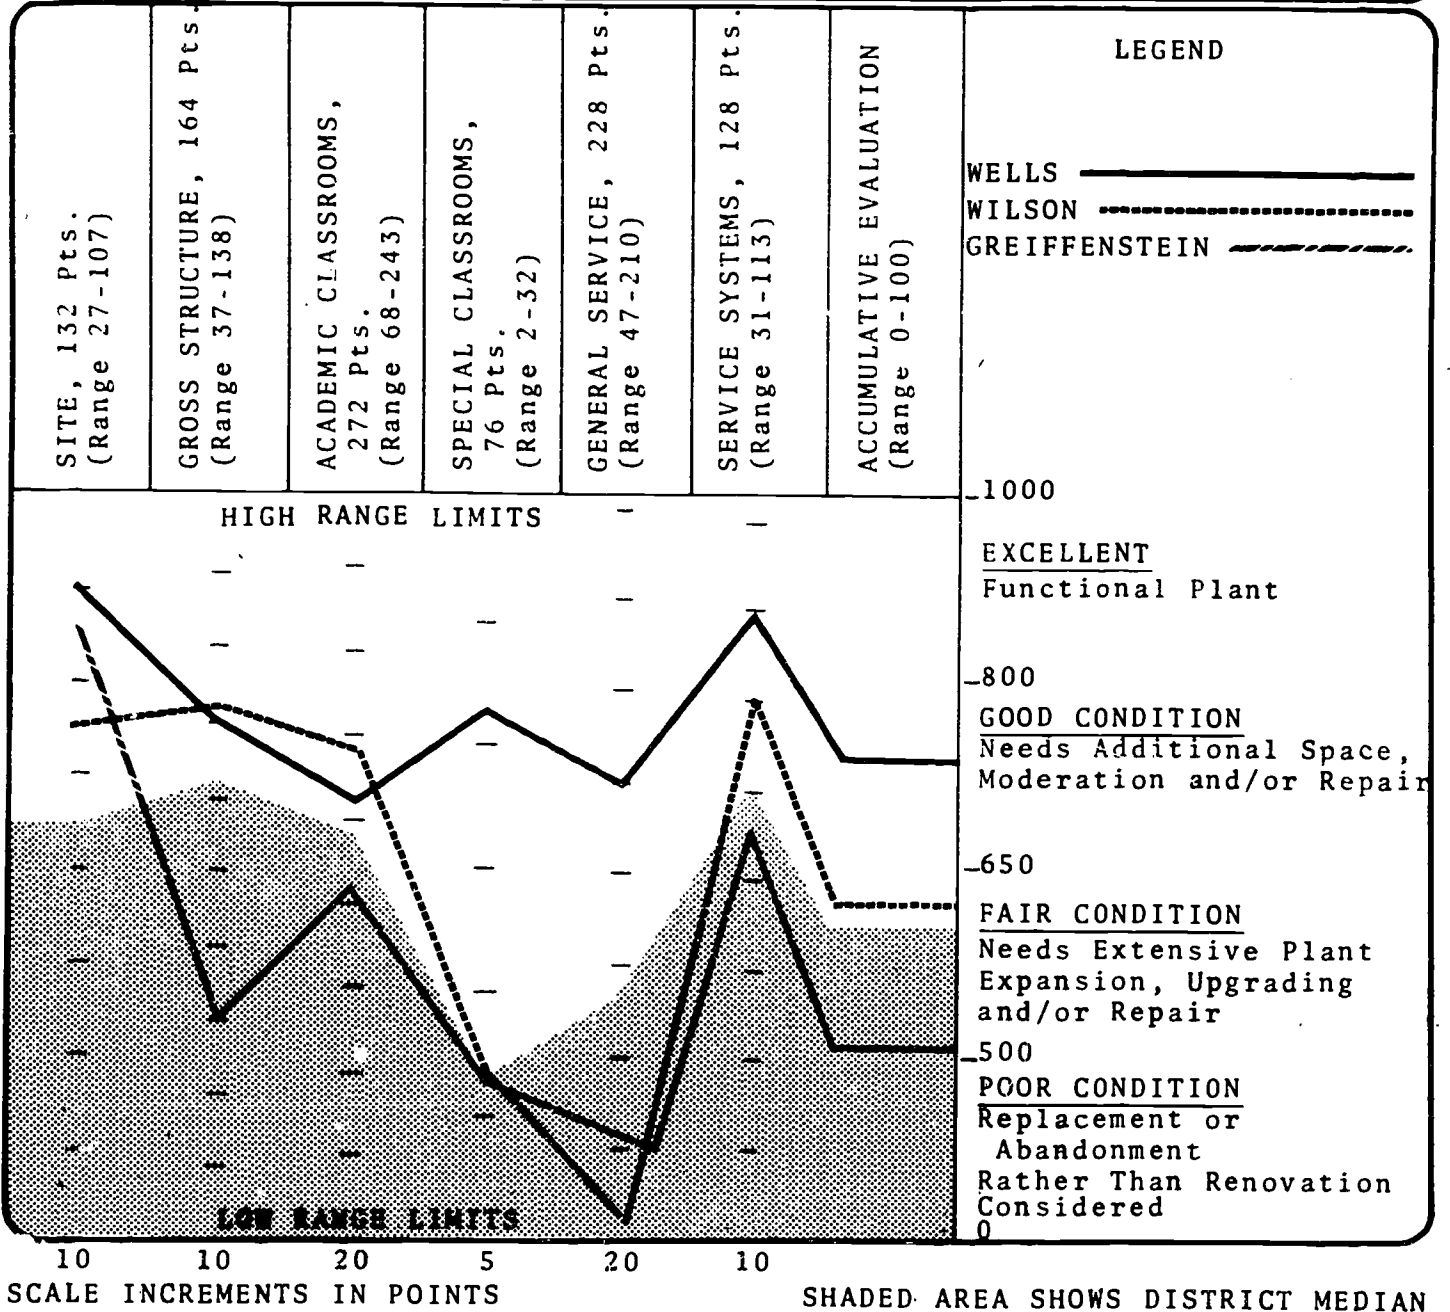 SITE, 132 Pts.
(Range 27-107)
GROSS STRUCTURE, 164 Pts.
(Range 37-138)
ACADEMIC CLASSROOMS,
272 Pts.
(Range 68-243)
SPECIAL CLASSROOMS,
76 Pts.
(Range 2-32)
GENERAL SERVICE, 228 Pts.
(Range 47-210)
SERVICE SYSTEMS, 128 Pts.
(Range 31-113)
ACCUMULATIVE EVALUATION
(Range 0-100)
LEGEND
WELLS
WILSON
GREIFFENSTEIN
HIGH RANGE LIMITS
1000
EXCELLENT
Functional Plant
800
GOOD CONDITION
Needs Additional Space,
Moderation and/or Repair
650
FAIR CONDITION
Needs Extensive Plant
Expansion, Upgrading
and/or Repair
500
POOR CONDITION
Replacement or
Abandonment
Rather Than Renovation
Considered
0
LOW RANGE LIMITS
10 10 20 5 20 10
SCALE INCREMENTS IN POINTS
SHADED AREA SHOWS DISTRICT MEDIAN